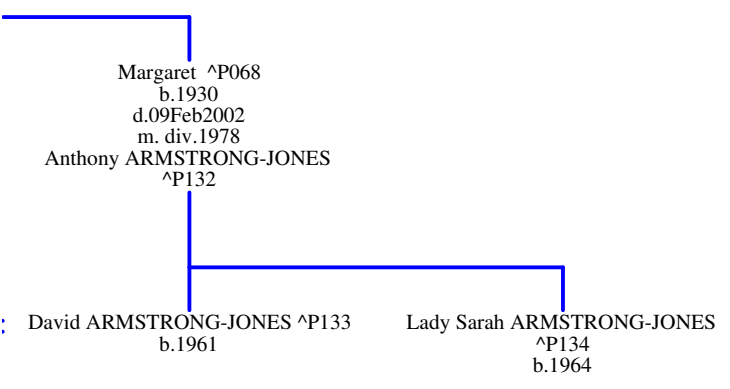 Margaret ^P068
b.1930
d.09Feb2002
m. div.1978
Anthony ARMSTRONG-JONES
^P132
David ARMSTRONG-JONES ^P133
b.1961
Lady Sarah ARMSTRONG-JONES
^P134
b.1964